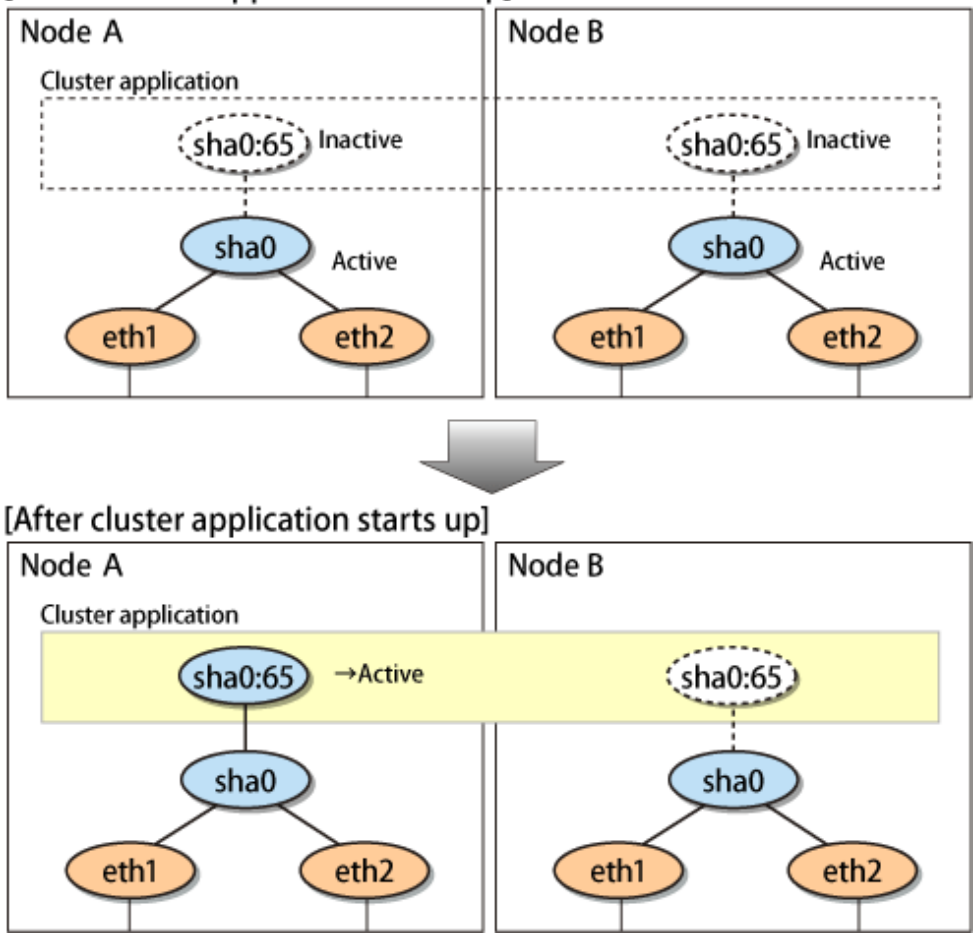 Node A
Node B
Cluster application
sha0:65 Inactive
sha0:65 Inactive
sha0 Active
sha0 Active
eth1
eth2
eth1
eth2
[After cluster application starts up]
Node A
Node B
Cluster application
sha0:65 →Active
sha0:65
sha0
sha0
eth1
eth2
eth1
eth2